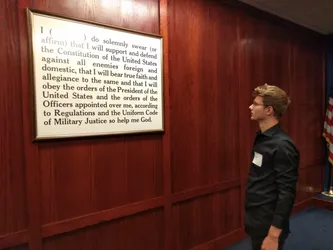 I (          ) do solemnly swear (or
affirm) that I will support and defend
the Constitution of the United States
against all enemies foreign and
domestic, that I will bear true faith and
allegiance to the same and that I will
obey the orders of the President of the
United States and the orders of the
Officers appointed over me, according
to Regulations and the Uniform Code
of Military Justice so help me God.